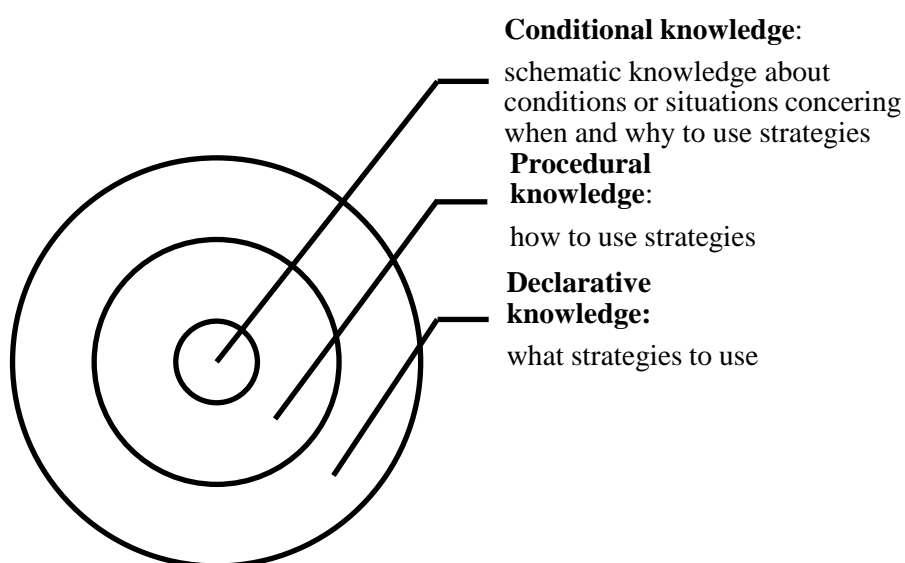 Conditional knowledge:
schematic knowledge about
conditions or situations concering
when and why to use strategies
Procedural
knowledge:
how to use strategies
Declarative
knowledge:
what strategies to use